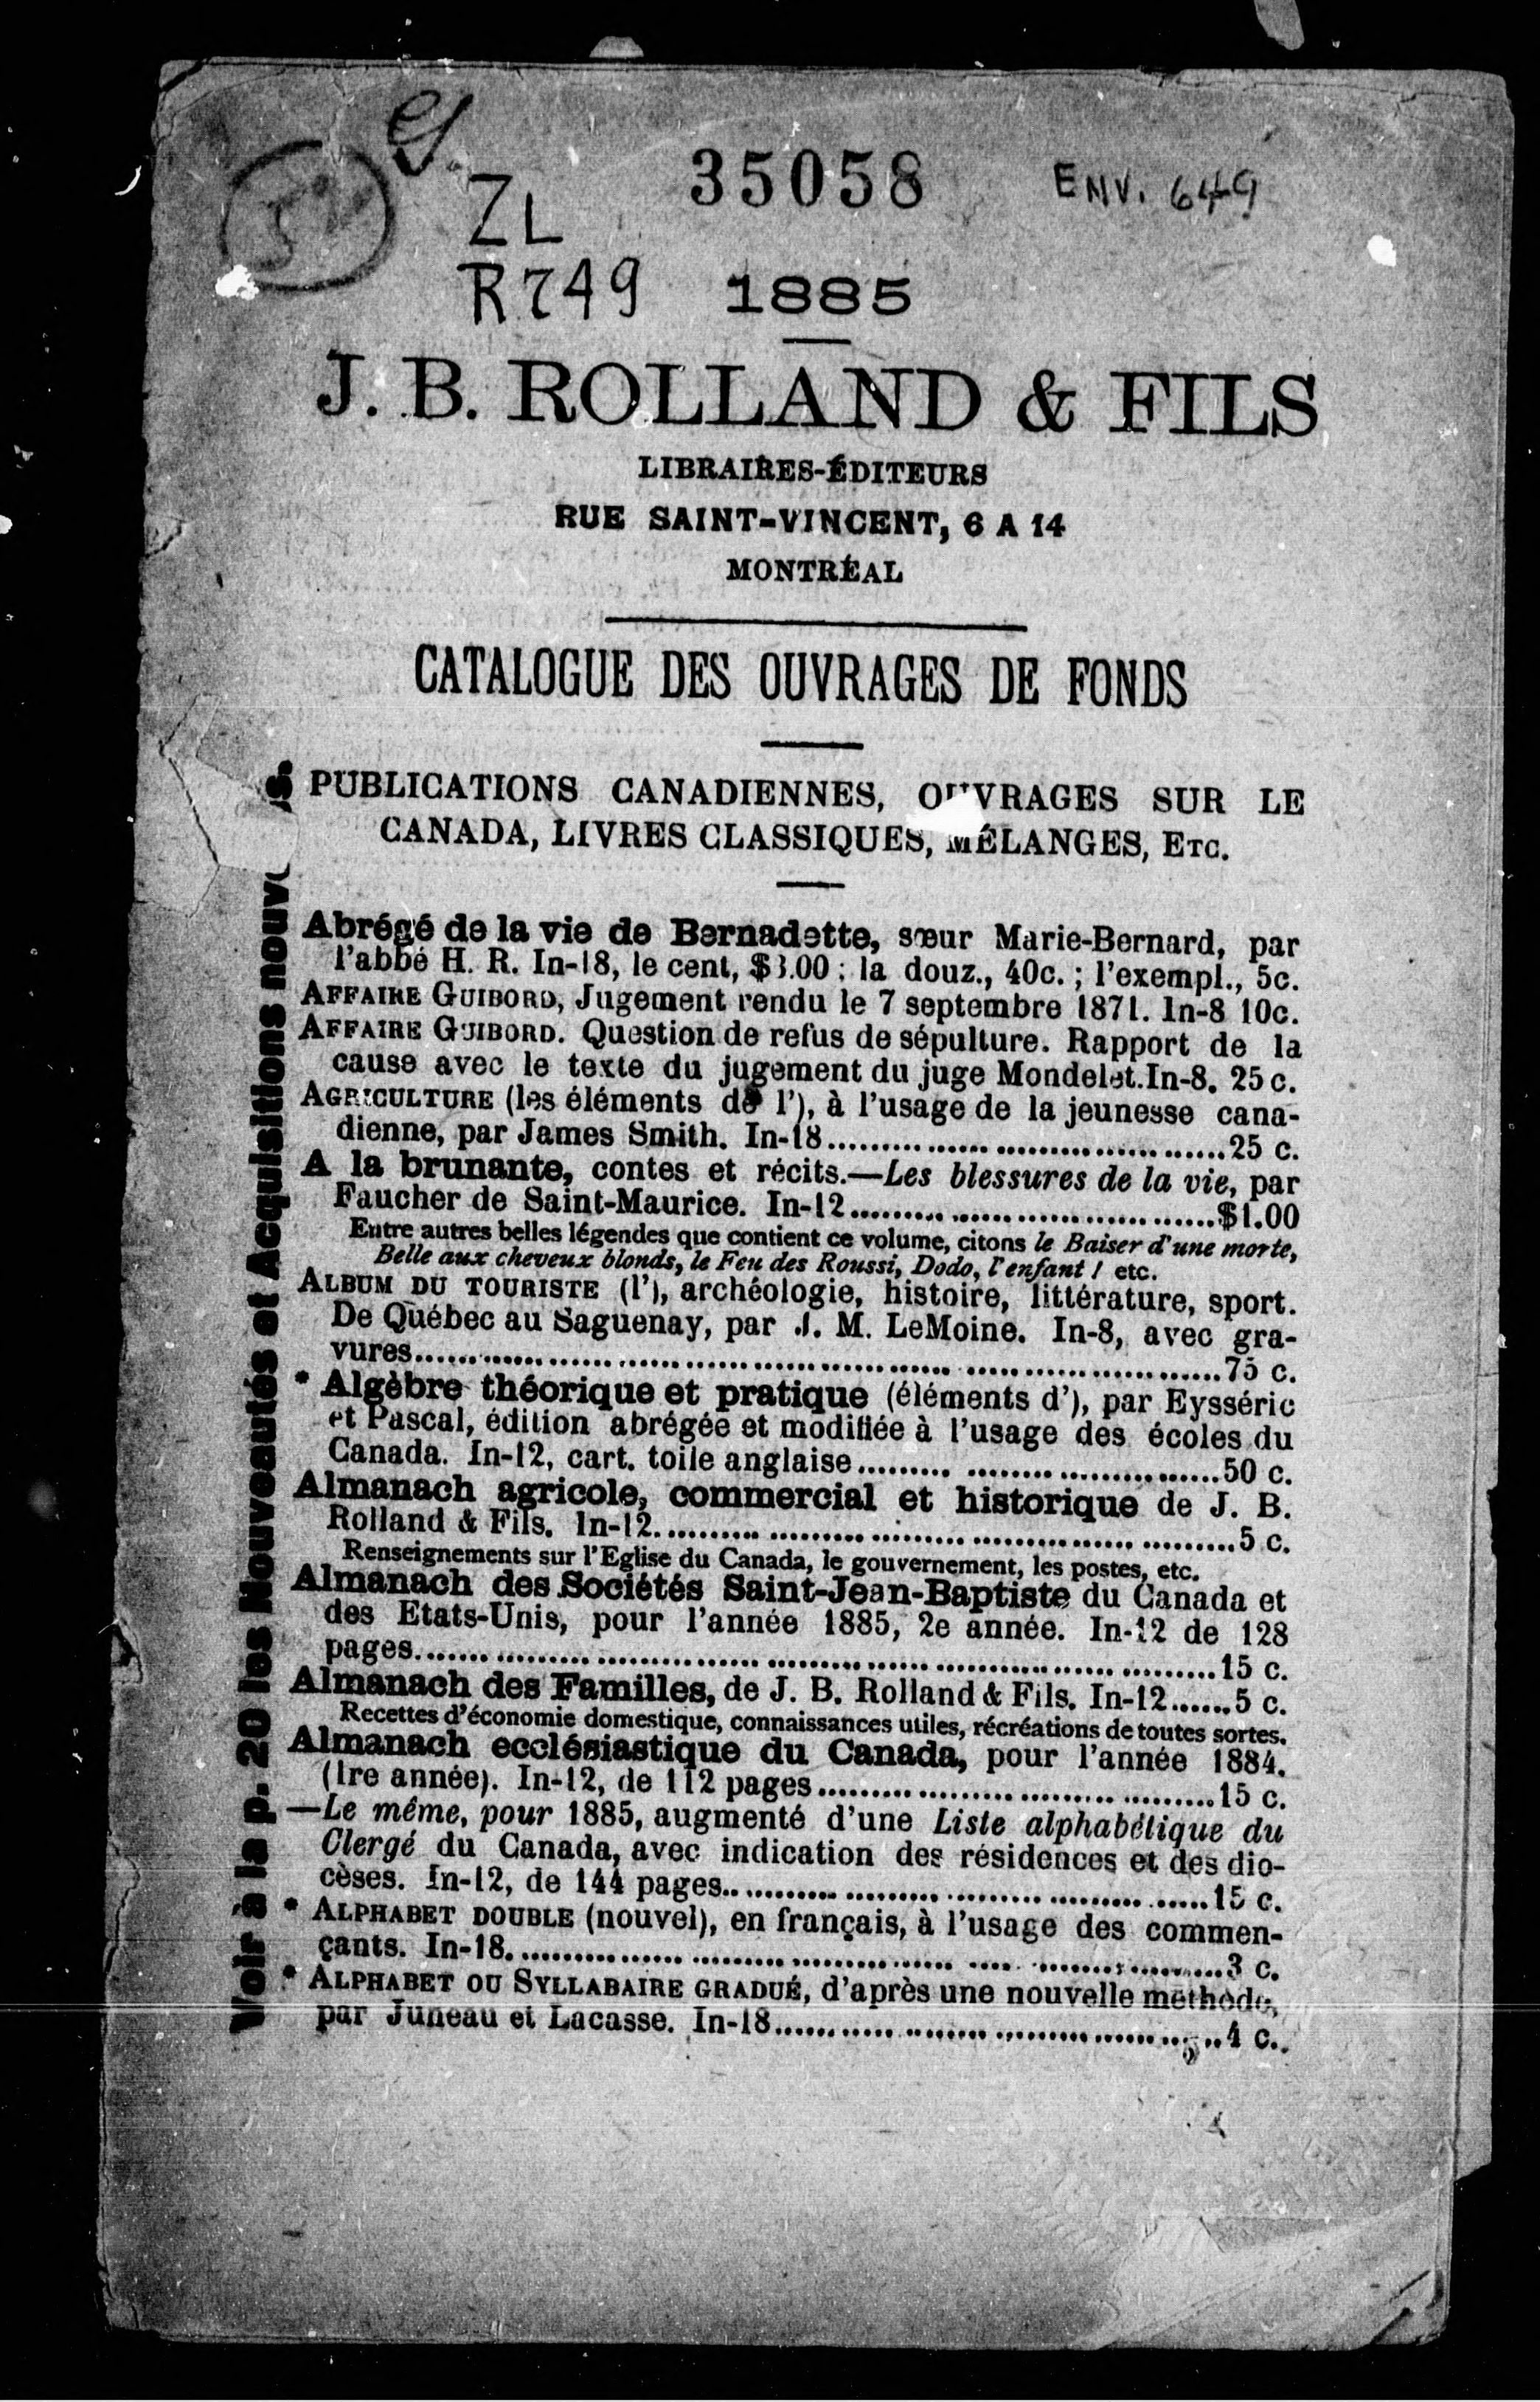 35058
ENV. 649
ZL
R749
1885
J. B. ROLLAND & FILS
LIBRAIRES-ÉDITEURS
RUE SAINT-VINCENT, 6 A 14
MONTRÉAL
CATALOGUE DES OUVRAGES DE FONDS
PUBLICATIONS CANADIENNES, OUVRAGES SUR LE
CANADA, LIVRES CLASSIQUES, MÉLANGES, ETC.
Abrégé de la vie de Bernadette, sœur Marie-Bernard, par
l'abbé H. R. In-18, le cent, $3.00 ; la douz., 40c. ; l'exempl., 5c.
AFFAIRE GUIBORD, Jugement rendu le 7 septembre 1871. In-8 10c.
AFFAIRE GUIBORD. Question de refus de sépulture. Rapport de la
cause avec le texte du jugement du juge Mondelet. In-8. 25 c.
AGRICULTURE (les éléments de l'), à l'usage de la jeunesse cana-
dienne, par James Smith. In-18..........25 c.
A la brunante, contes et récits.—Les blessures de la vie, par
Faucher de Saint-Maurice. In-12..........$1.00
Entre autres belles légendes que contient ce volume, citons le Baiser d'une morte,
Belle aux cheveux blonds, le Feu des Roussi, Dodo, l'enfant ! etc.
ALBUM DU TOURISTE (l'), archéologie, histoire, littérature, sport.
De Québec au Saguenay, par J. M. LeMoine. In-8, avec gra-
vures..........75 c.
* Algèbre théorique et pratique (éléments d'), par Eysséric
et Pascal, édition abrégée et modifiée à l'usage des écoles du
Canada. In-12, cart. toile anglaise..........50 c.
Almanach agricole, commercial et historique de J. B.
Rolland & Fils. In-12..........5 c.
Renseignements sur l'Eglise du Canada, le gouvernement, les postes, etc.
Almanach des Sociétés Saint-Jean-Baptiste du Canada et
des Etats-Unis, pour l'année 1885, 2e année. In-12 de 128
pages..........15 c.
Almanach des Familles, de J. B. Rolland & Fils. In-12......5 c.
Recettes d'économie domestique, connaissances utiles, récréations de toutes sortes.
Almanach ecclésiastique du Canada, pour l'année 1884.
(1re année). In-12, de 112 pages..........15 c.
—Le même, pour 1885, augmenté d'une Liste alphabétique du
Clergé du Canada, avec indication des résidences et des dio-
cèses. In-12, de 144 pages..........15 c.
* ALPHABET DOUBLE (nouvel), en français, à l'usage des commen-
çants. In-18..........3 c.
* ALPHABET OU SYLLABAIRE GRADUÉ, d'après une nouvelle méthode,
par Juneau et Lacasse. In-18..........4 c.
Voir à la p. 20 les Nouveautés et Acquisitions nouv